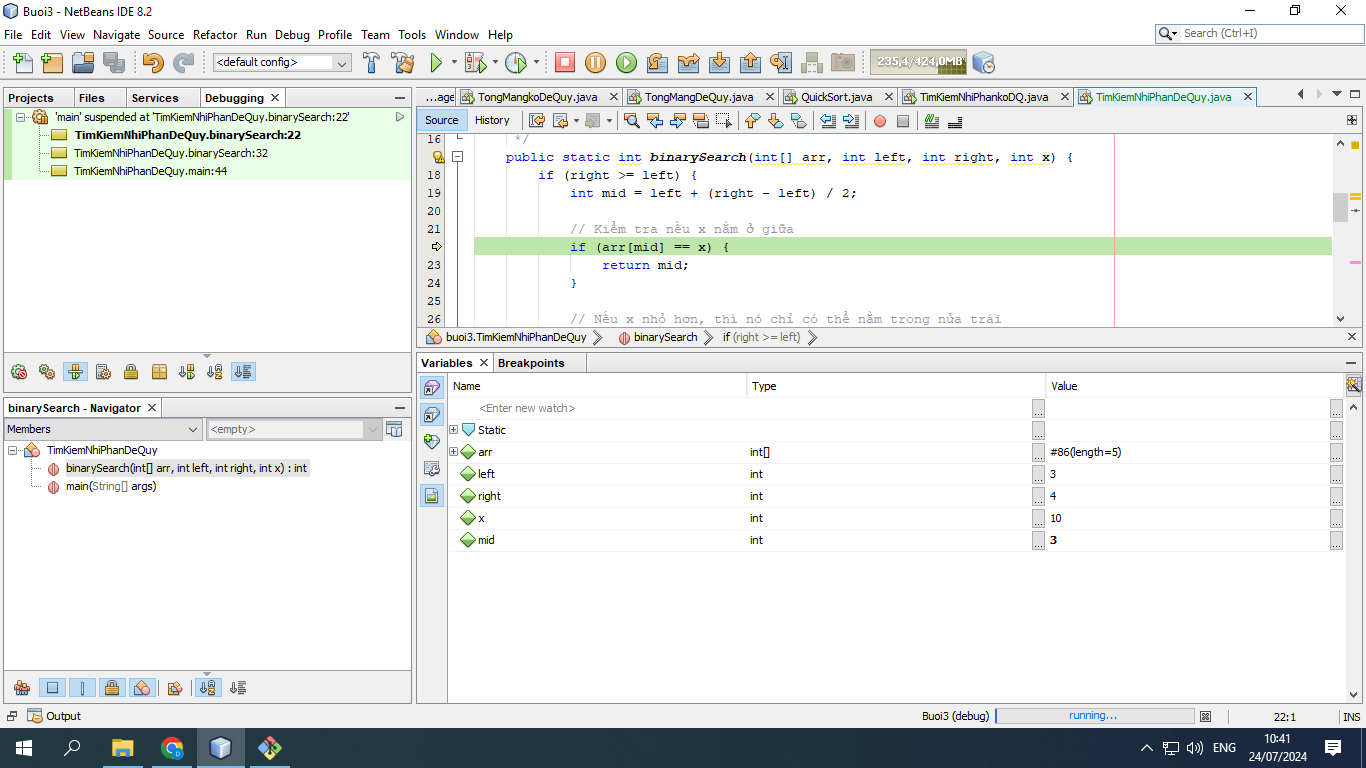 Buoi3 - NetBeans IDE 8.2
File Edit View Navigate Source Refactor Run Debug Profile Team Tools Window Help
Search (Ctrl+I)
<default config>
235,4/424,0MB
Projects Files Services Debugging
'main' suspended at 'TimKiemNhiPhanDeQuy.binarySearch:22'
TimKiemNhiPhanDeQuy.binarySearch:22
TimKiemNhiPhanDeQuy.binarySearch:32
TimKiemNhiPhanDeQuy.main:44
...age TongMangkoDeQuy.java TongMangDeQuy.java QuickSort.java TimKiemNhiPhankoDQ.java TimKiemNhiPhanDeQuy.java
Source History
16 */
public static int binarySearch(int[] arr, int left, int right, int x) {
18 if (right >= left) {
19 int mid = left + (right - left) / 2;
20
21 // Kiểm tra nếu x nằm ở giữa
if (arr[mid] == x) {
23 return mid;
24 }
25
26 // Nếu x nhỏ hơn, thì nó chỉ có thể nằm trong nửa trái
buoi3.TimKiemNhiPhanDeQuy binarySearch if (right >= left)
binarySearch - Navigator
Members <empty>
TimKiemNhiPhanDeQuy
binarySearch(int[] arr, int left, int right, int x) : int
main(String[] args)
Variables Breakpoints
Name Type Value
<Enter new watch> ... ...
Static ... ...
arr int[] ... #86(length=5) ...
left int ... 3 ...
right int ... 4 ...
x int ... 10 ...
mid int ... 3 ...
Output
Buoi3 (debug) running... 22:1 INS
ENG
10:41
24/07/2024